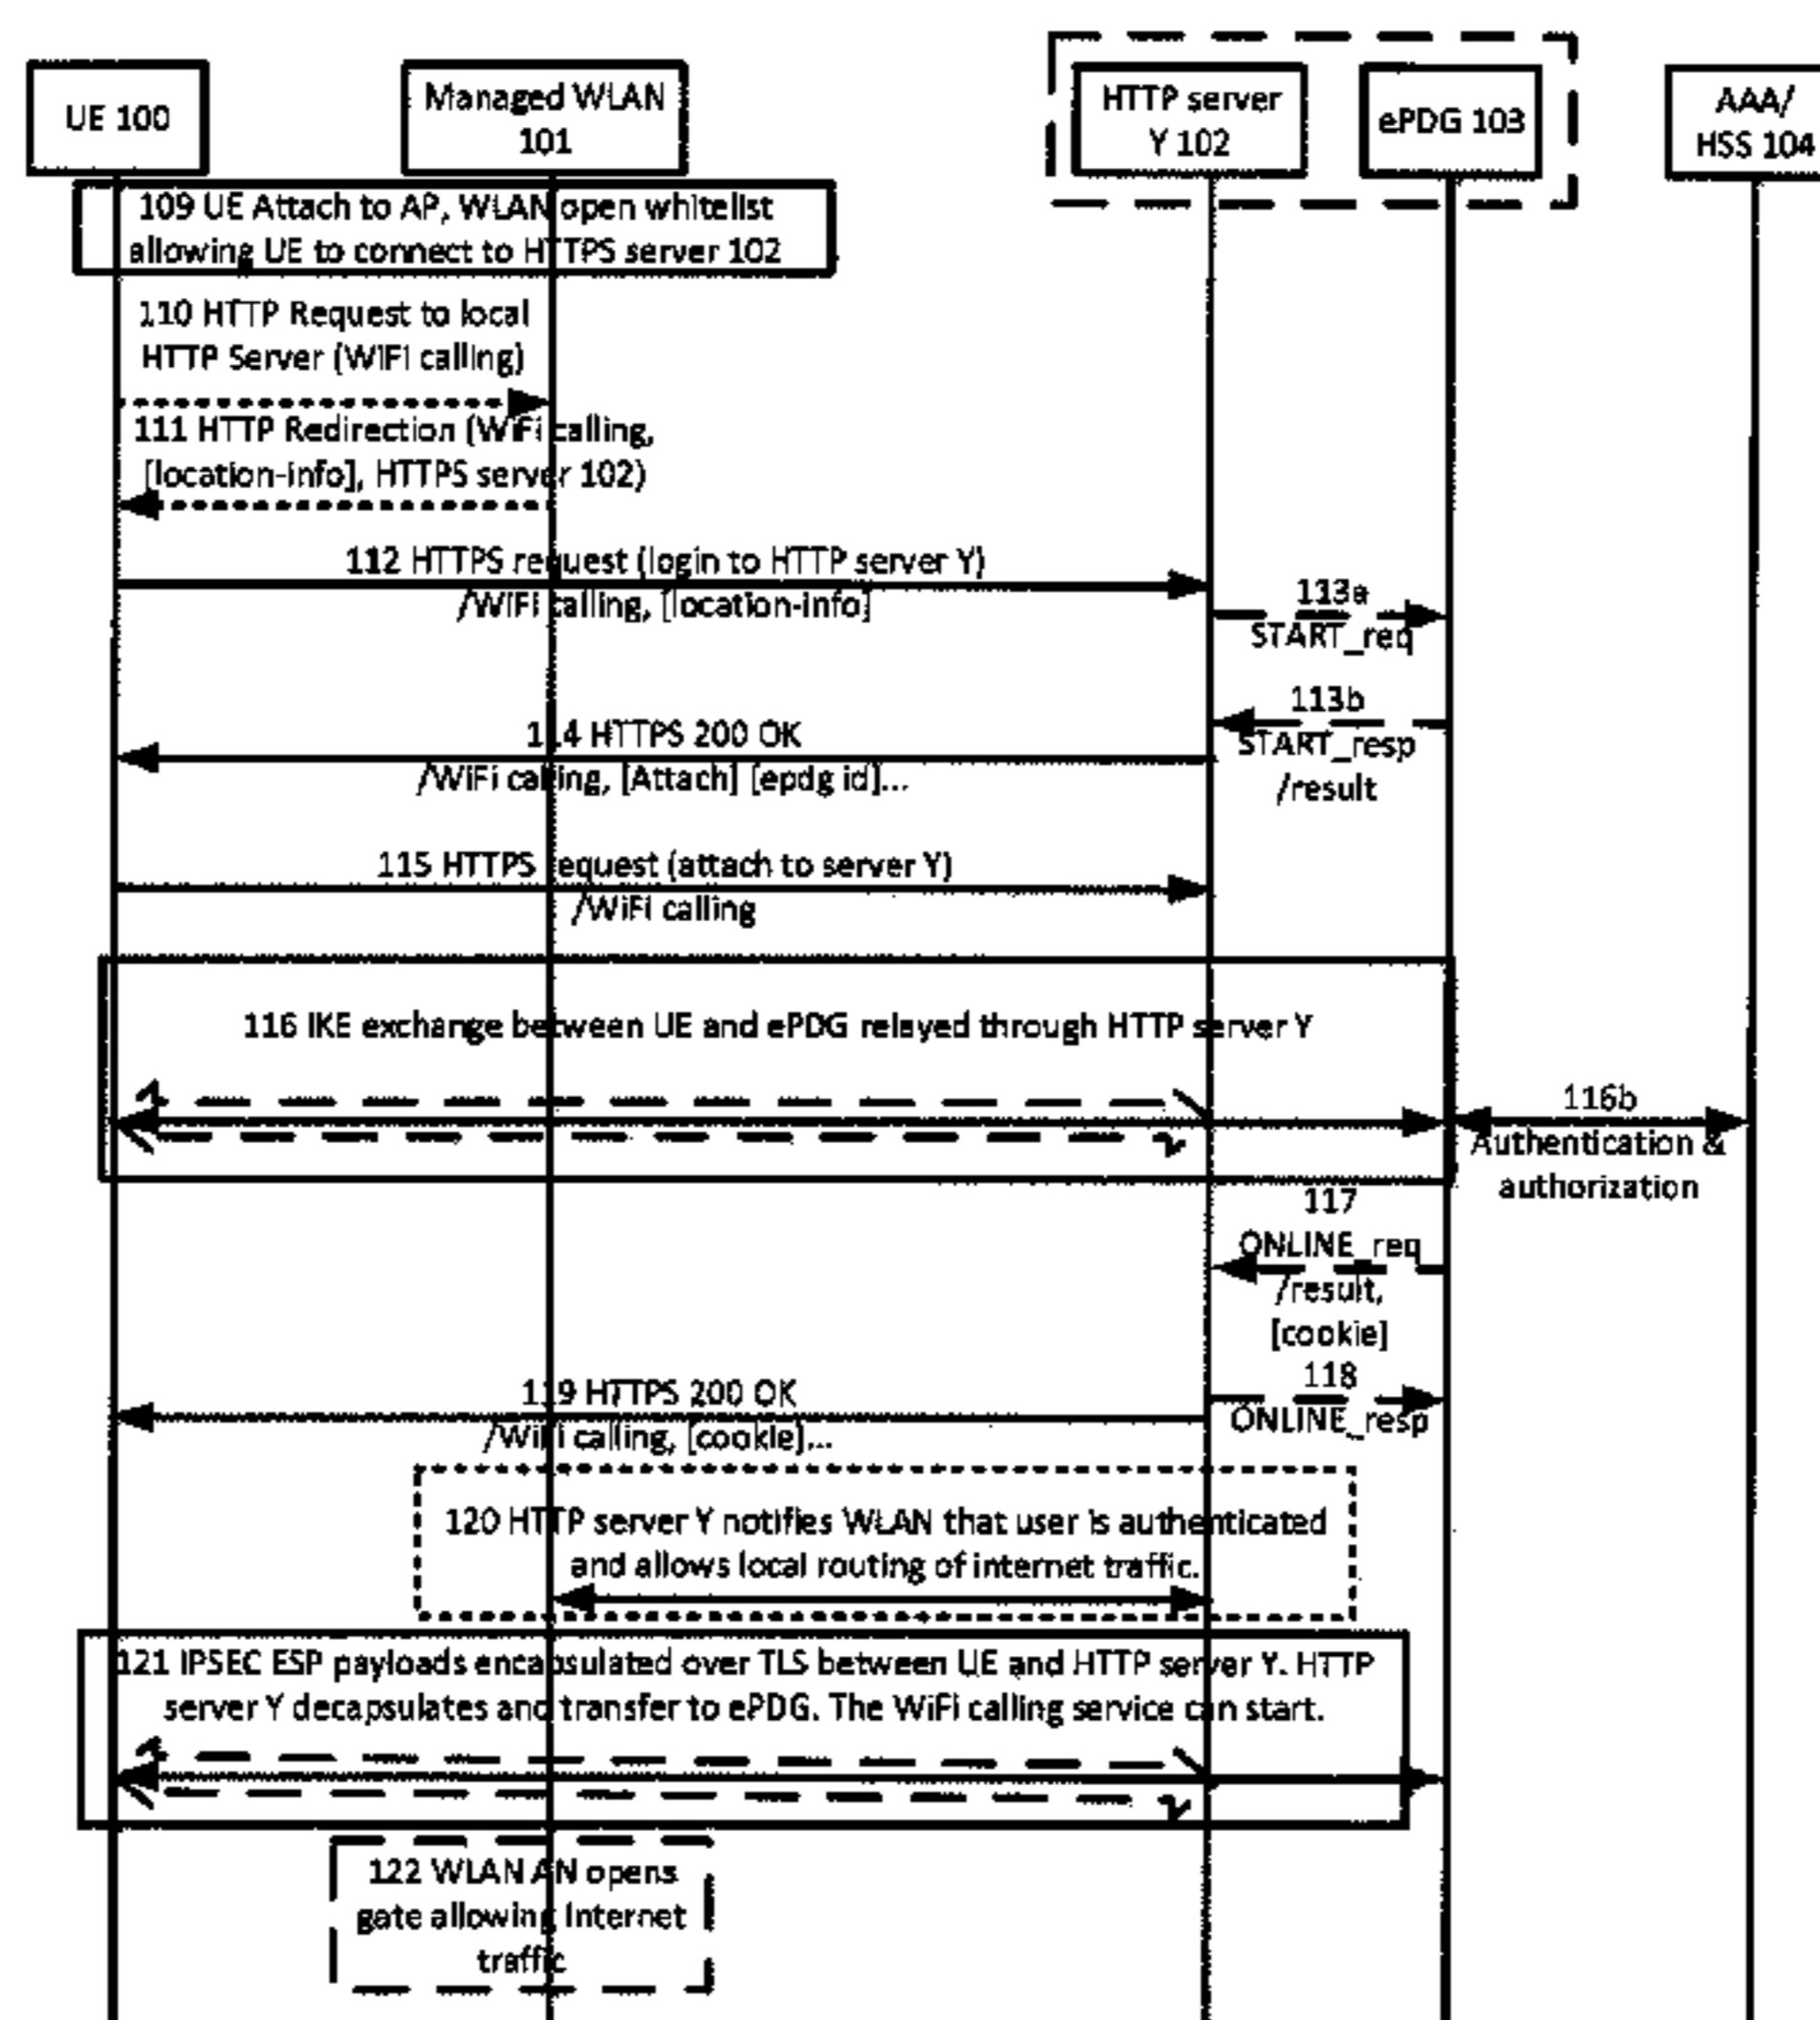 UE 100
Managed WLAN
101
HTTP server
Y 102
ePDG 103
AAA/
HSS 104
109 UE Attach to AP, WLAN open whitelist
allowing UE to connect to HTTPS server 102
110 HTTP Request to local
HTTP Server (WiFi calling)
111 HTTP Redirection (WiFi calling,
[location-info], HTTPS server 102)
112 HTTPS request (login to HTTP server Y)
/WiFi calling, [location-info]
113a
START_req
113b
START_resp
/result
114 HTTPS 200 OK
/WiFi calling, [Attach] [epdg id]...
115 HTTPS request (attach to server Y)
/WiFi calling
116 IKE exchange between UE and ePDG relayed through HTTP server Y
116b
Authentication &
authorization
117
ONLINE_req
/result,
[cookie]
118
ONLINE_resp
119 HTTPS 200 OK
/WiFi calling, [cookie]...
120 HTTP server Y notifies WLAN that user is authenticated
and allows local routing of internet traffic.
121 IPSEC ESP payloads encapsulated over TLS between UE and HTTP server Y. HTTP
server Y decapsulates and transfer to ePDG. The WiFi calling service can start.
122 WLAN AN opens
gate allowing Internet
traffic